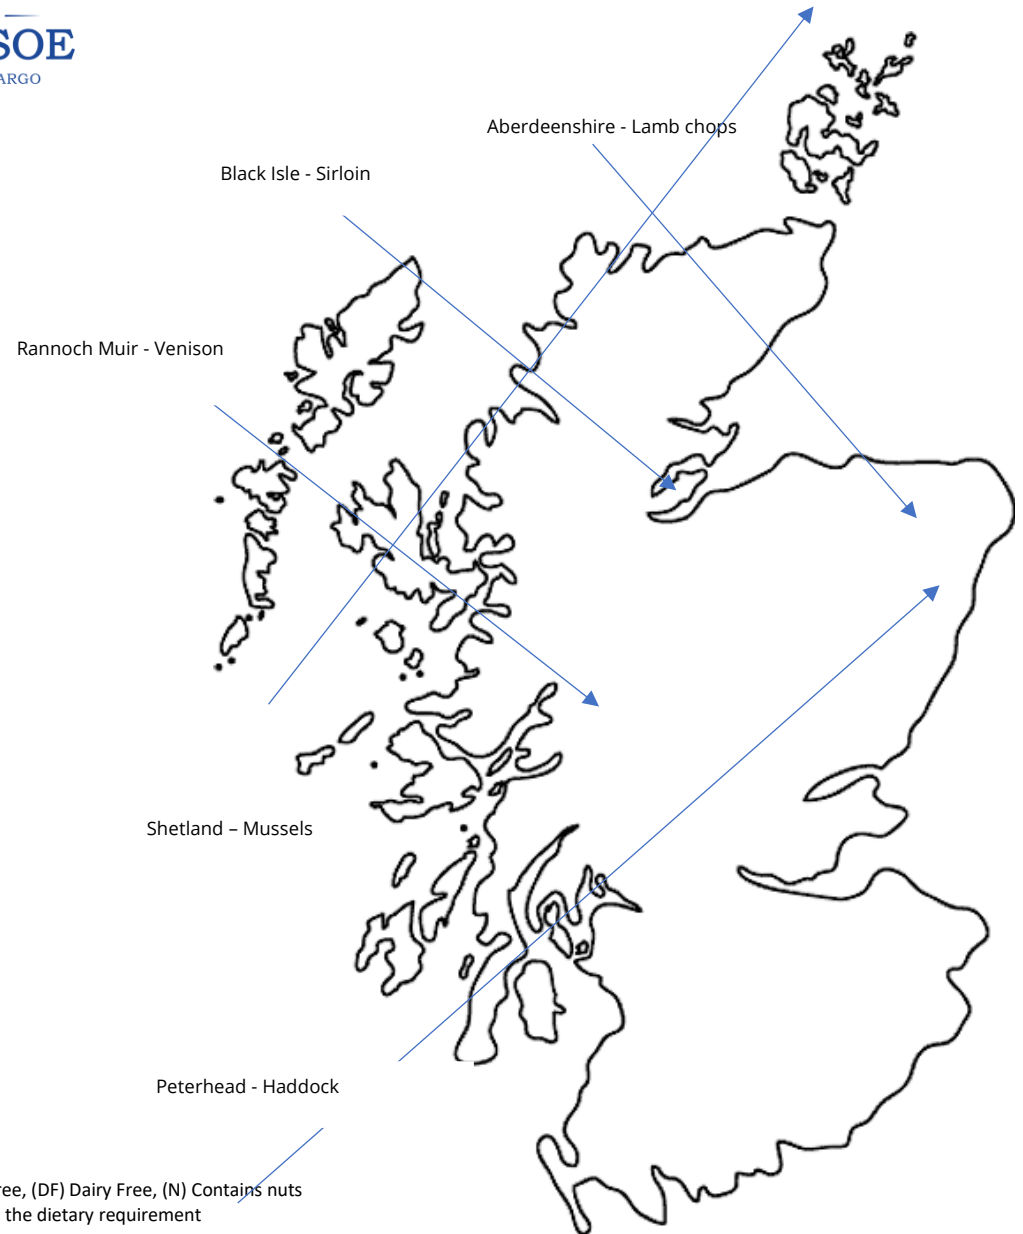 SOE
ARGO
Aberdeenshire - Lamb chops
Black Isle - Sirloin
Rannoch Muir - Venison
Shetland – Mussels
Peterhead - Haddock
ree, (DF) Dairy Free, (N) Contains nuts
the dietary requirement